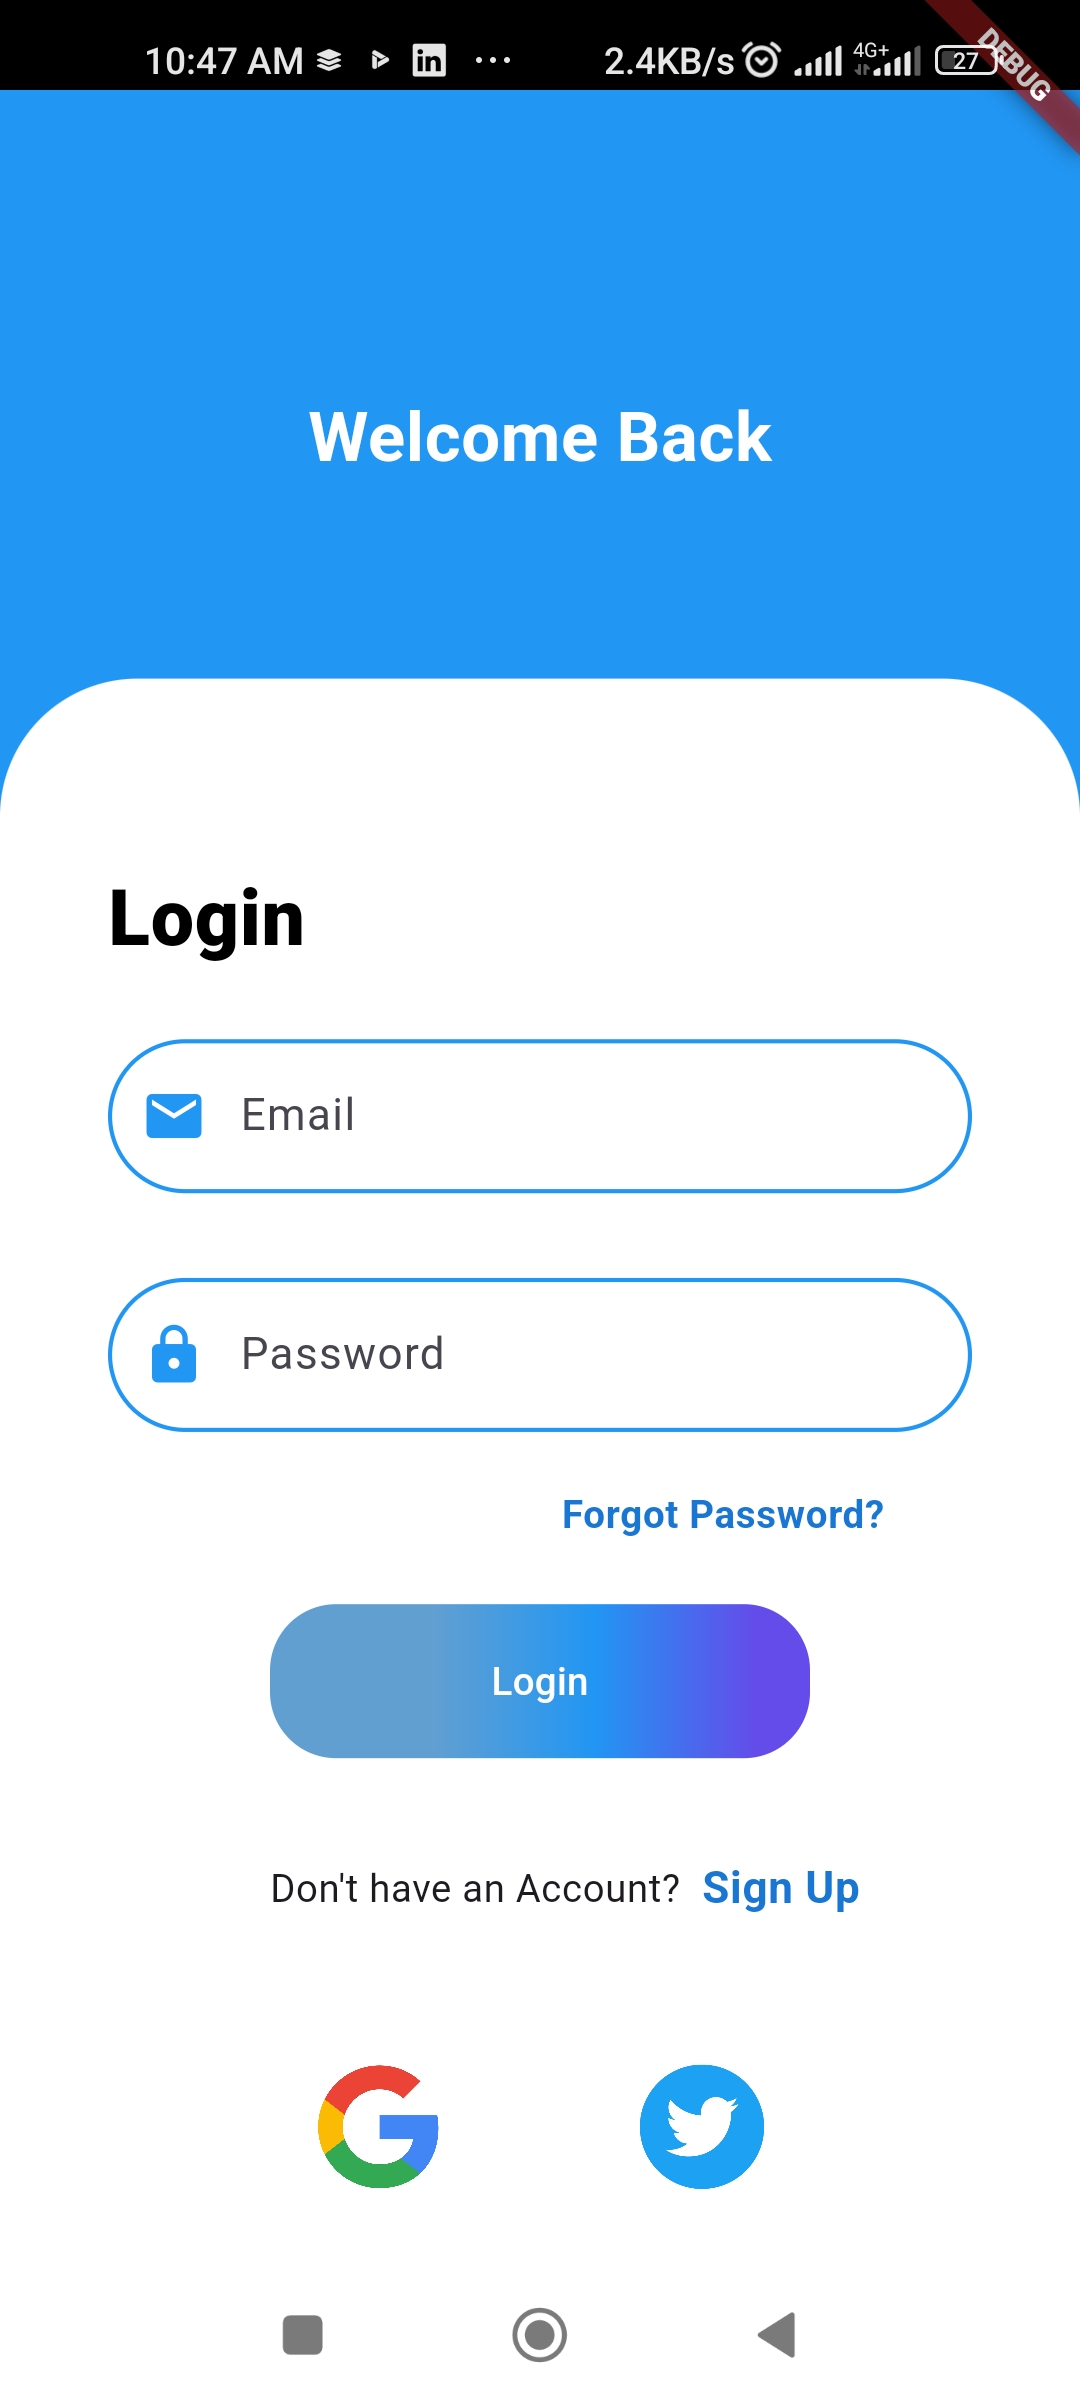 10:47 AM in ... 2.4KB/s 4G+ 27
DEBUG
Welcome Back
Login
Email
Password
Forgot Password?
Login
Don't have an Account? Sign Up